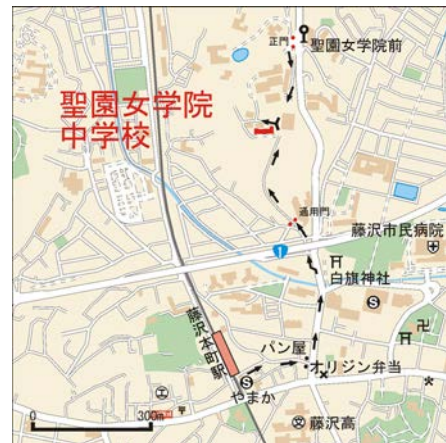 正門
聖園女学院前
聖園女学院
中学校
通用門
藤沢市民病院
1
白旗神社
S
藤沢本町駅
パン屋
オリジン弁当
S
やまか
0
300m
藤沢高